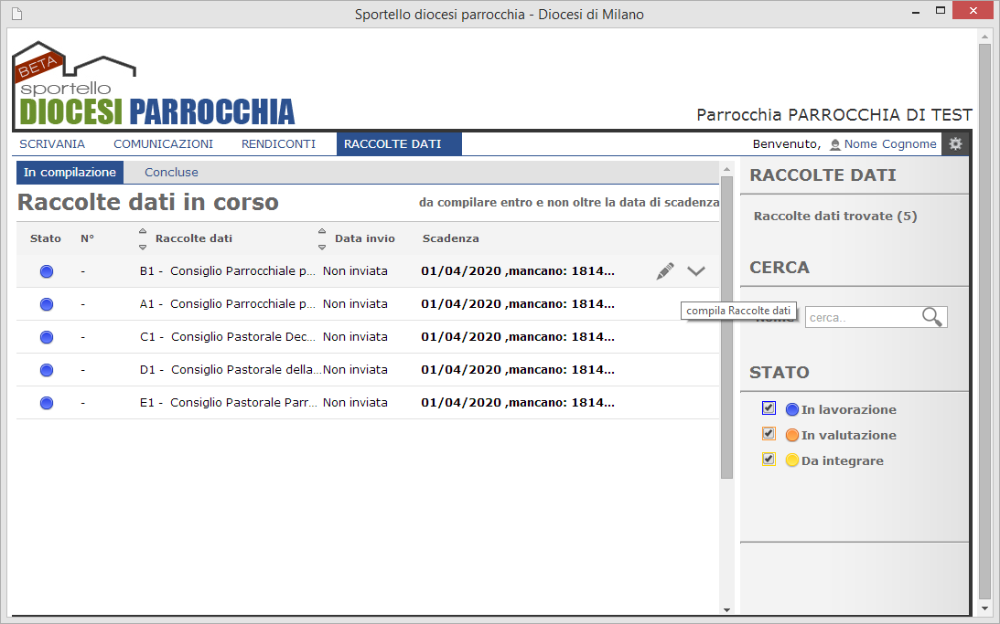 Sportello diocesi parrocchia - Diocesi di Milano
BETA
sportello
DIOCESI PARROCCHIA
Parrocchia PARROCCHIA DI TEST
SCRIVANIA COMUNICAZIONI RENDICONTI RACCOLTE DATI Benvenuto, Nome Cognome
In compilazione Concluse
Raccolte dati in corso da compilare entro e non oltre la data di scadenza
Stato N° Raccolte dati Data invio Scadenza
- B1 - Consiglio Parrocchiale p... Non inviata 01/04/2020 ,mancano: 1814...
- A1 - Consiglio Parrocchiale p... Non inviata 01/04/2020 ,mancano: 1814...
- C1 - Consiglio Pastorale Dec... Non inviata 01/04/2020 ,mancano: 1814...
- D1 - Consiglio Pastorale della... Non inviata 01/04/2020 ,mancano: 1814...
- E1 - Consiglio Pastorale Parr... Non inviata 01/04/2020 ,mancano: 1814...
compila Raccolte dati
RACCOLTE DATI
Raccolte dati trovate (5)
CERCA
Nome cerca..
STATO
In lavorazione
In valutazione
Da integrare